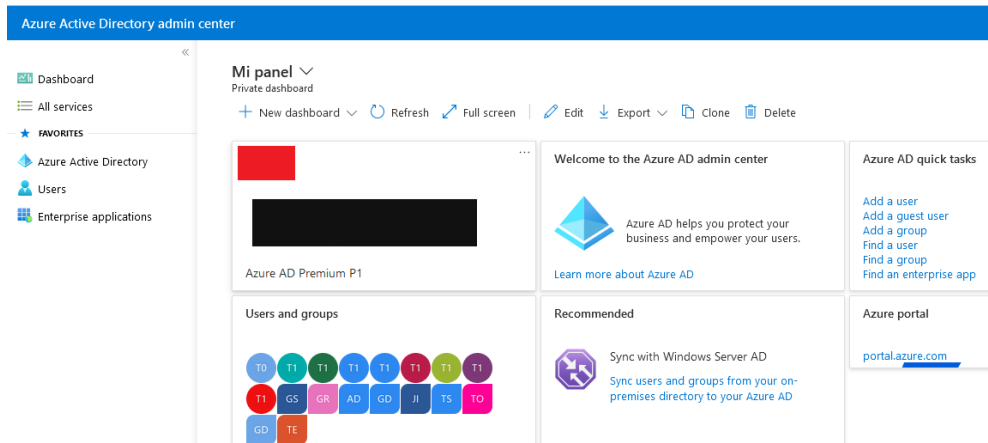 Azure Active Directory admin center
«
Dashboard
All services
FAVORITES
Azure Active Directory
Users
Enterprise applications
Mi panel
Private dashboard
New dashboard
Refresh
Full screen
Edit
Export
Clone
Delete
...
Azure AD Premium P1
Welcome to the Azure AD admin center
Azure AD helps you protect your
business and empower your users.
Learn more about Azure AD
Azure AD quick tasks
Add a user
Add a guest user
Add a group
Find a user
Find a group
Find an enterprise app
Users and groups
T0 T1 T1 T1 T1 T1 T1 T1
T1 GS GR AD GD JI TS TO
GD TE
Recommended
Sync with Windows Server AD
Sync users and groups from your on-
premises directory to your Azure AD
Azure portal
portal.azure.com